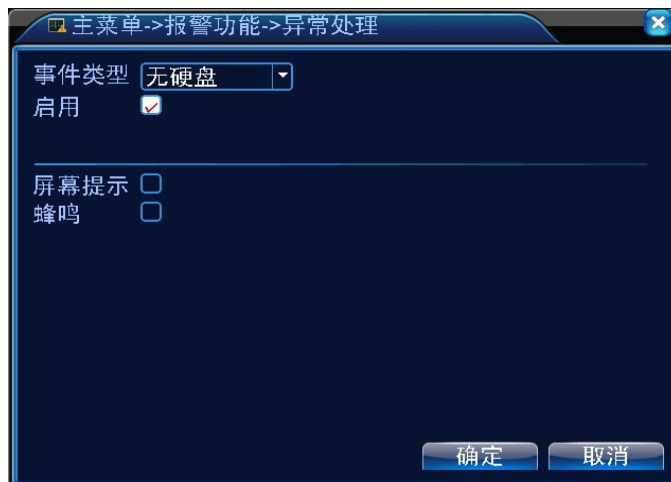 主菜单->报警功能->异常处理
事件类型 无硬盘
启用
屏幕提示
蜂鸣
确定 取消